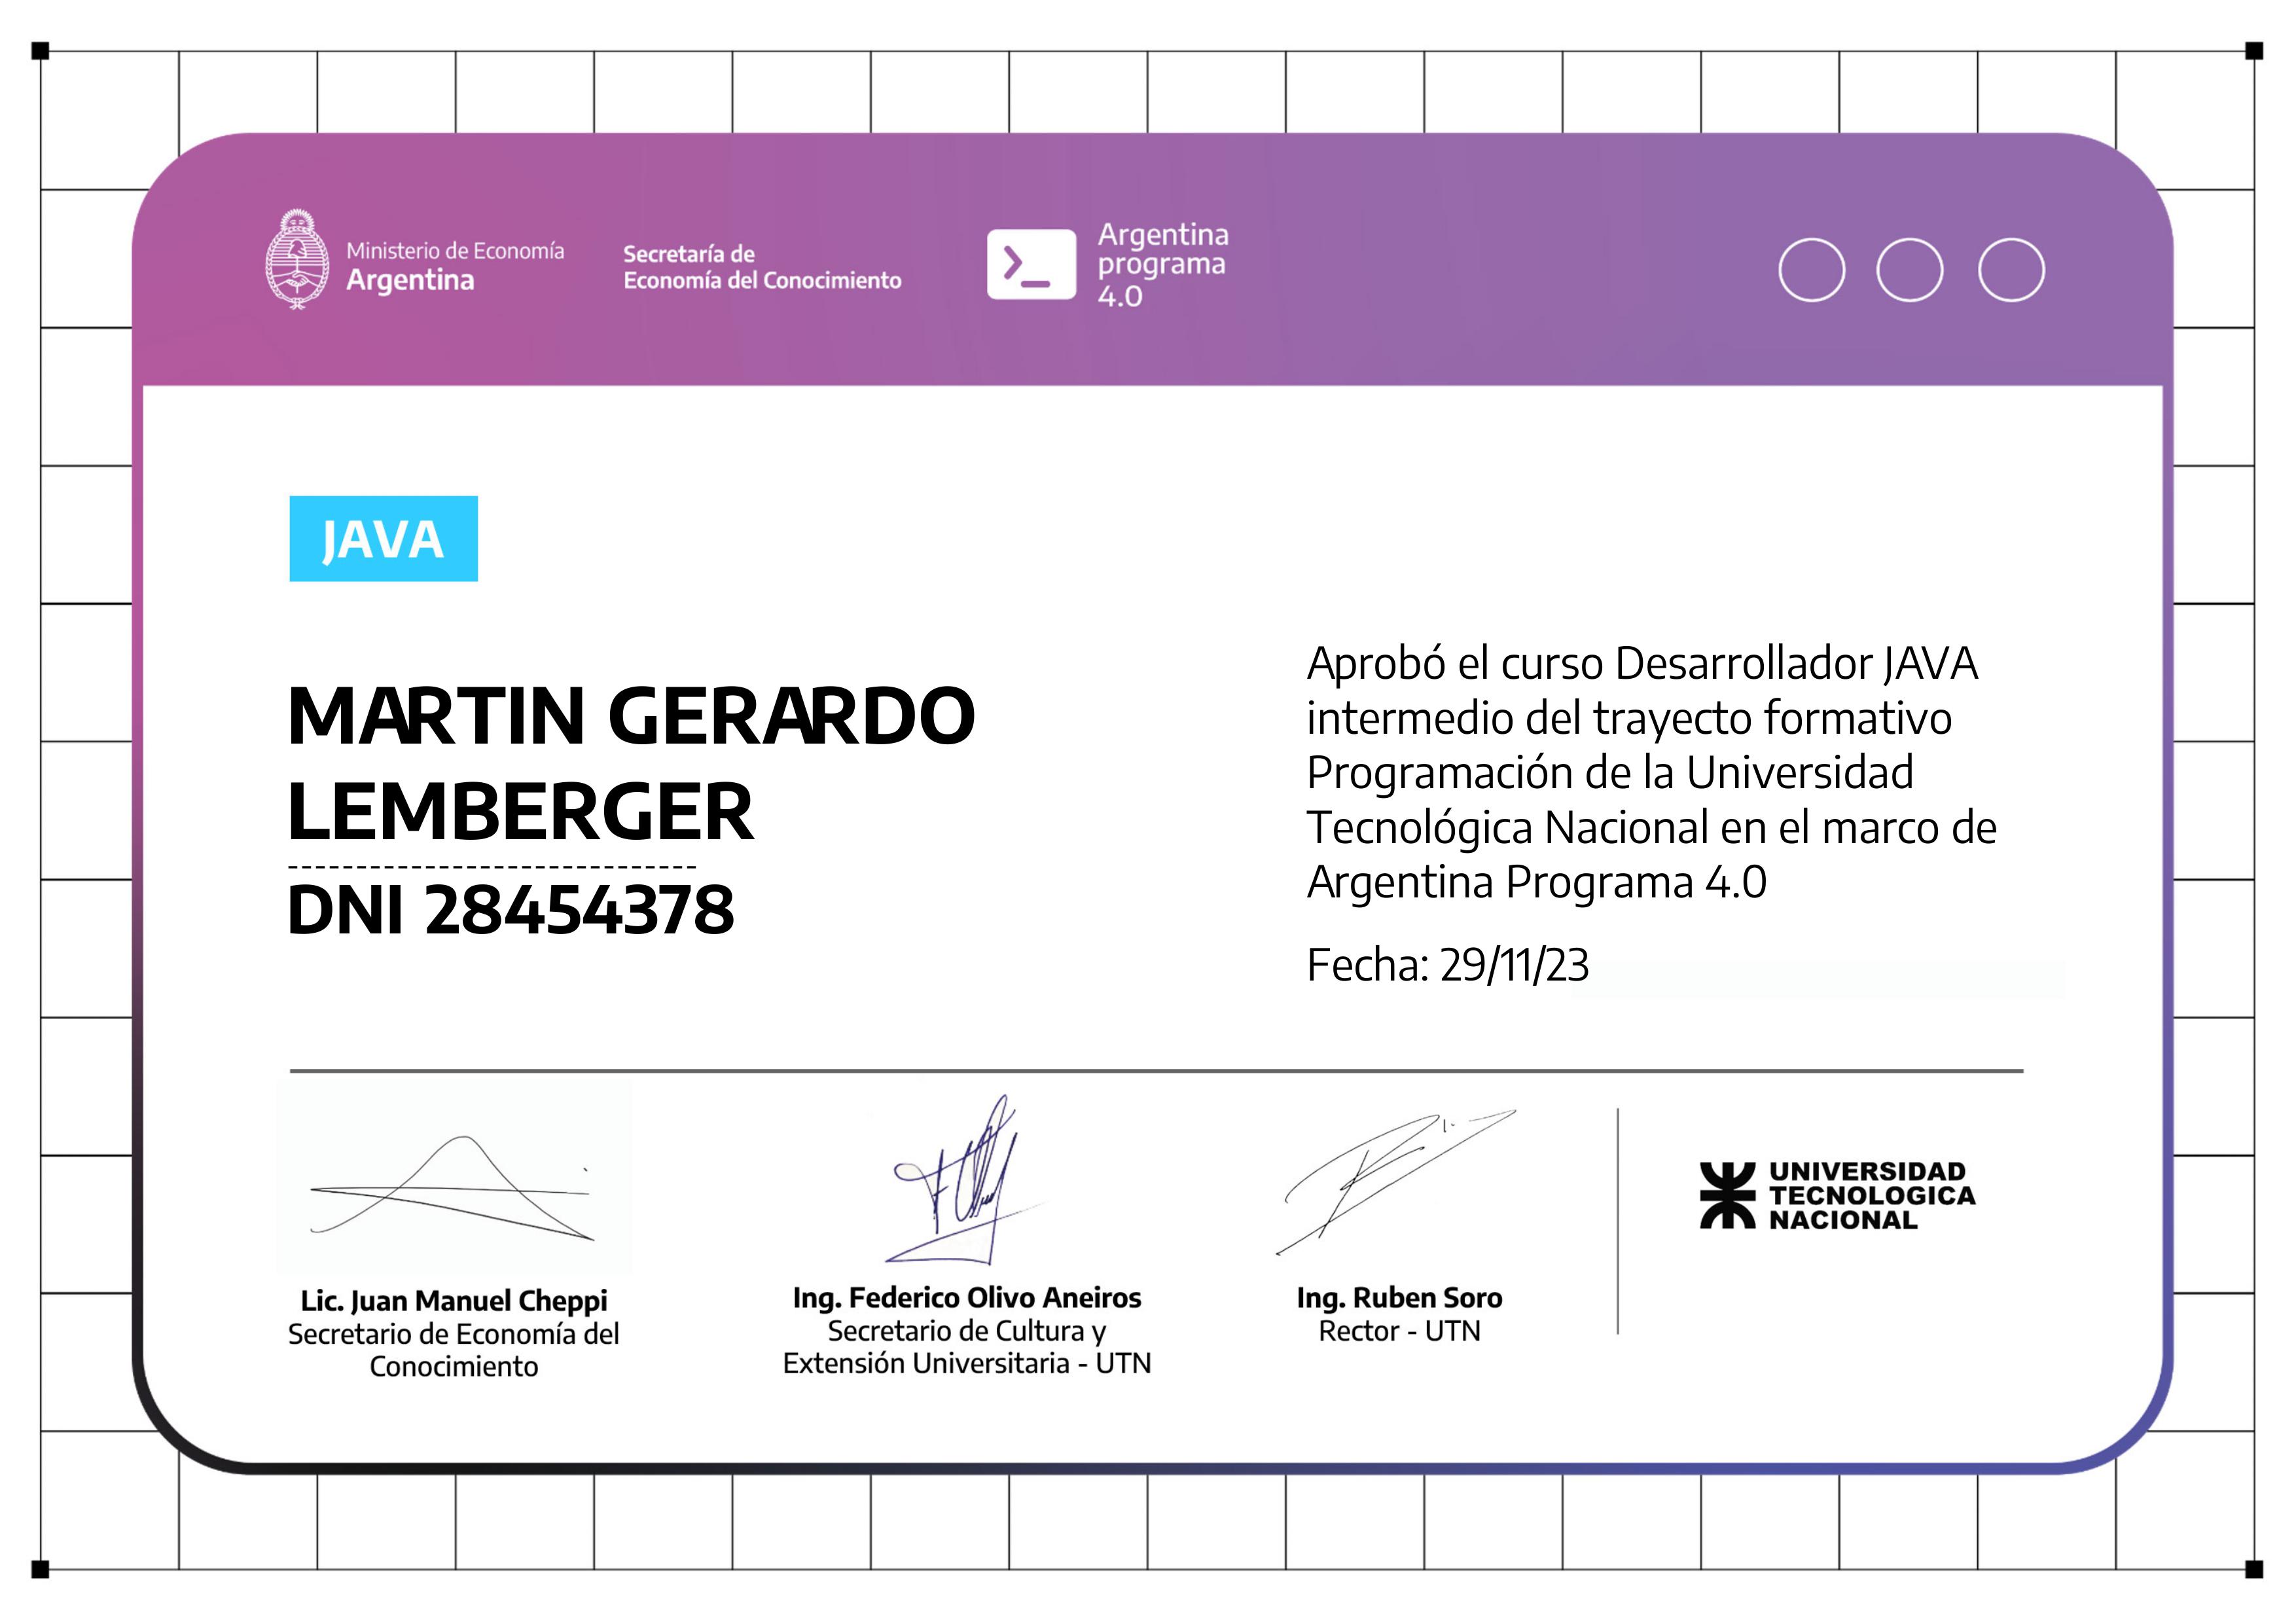 Ministerio de Economía
Argentina
Secretaría de
Economía del Conocimiento
Argentina
programa
4.0
JAVA
MARTIN GERARDO
LEMBERGER
DNI 28454378
Aprobó el curso Desarrollador JAVA
intermedio del trayecto formativo
Programación de la Universidad
Tecnológica Nacional en el marco de
Argentina Programa 4.0
Fecha: 29/11/23
Lic. Juan Manuel Cheppi
Secretario de Economía del
Conocimiento
Ing. Federico Olivo Aneiros
Secretario de Cultura y
Extensión Universitaria - UTN
Ing. Ruben Soro
Rector - UTN
UNIVERSIDAD
TECNOLOGICA
NACIONAL